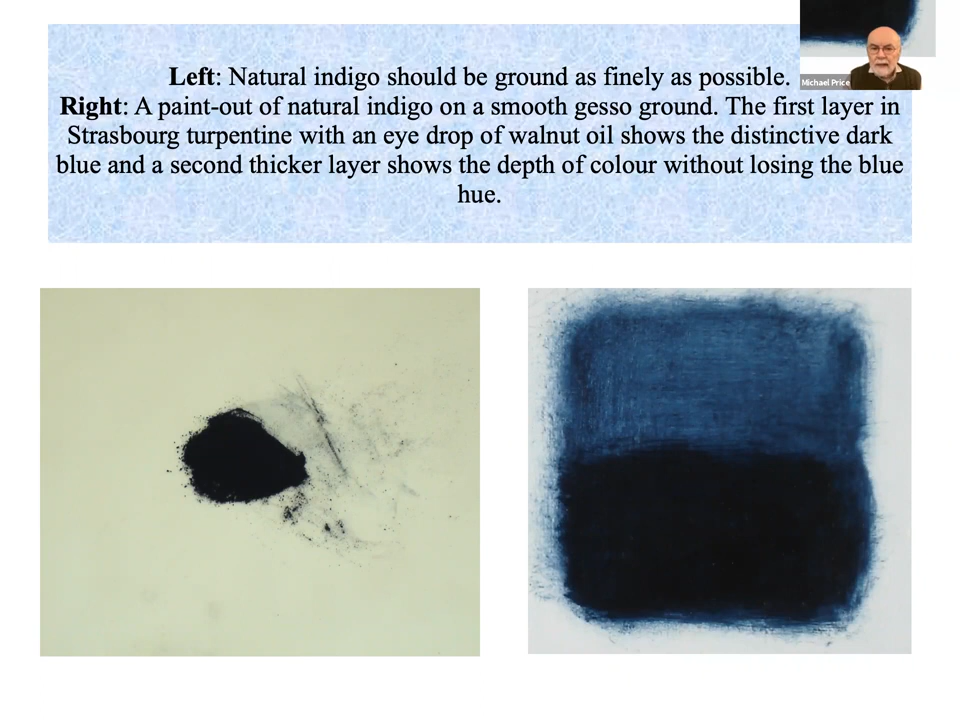 Left: Natural indigo should be ground as finely as possible.
Right: A paint-out of natural indigo on a smooth gesso ground. The first layer in
Strasbourg turpentine with an eye drop of walnut oil shows the distinctive dark
blue and a second thicker layer shows the depth of colour without losing the blue
hue.
Michael Price